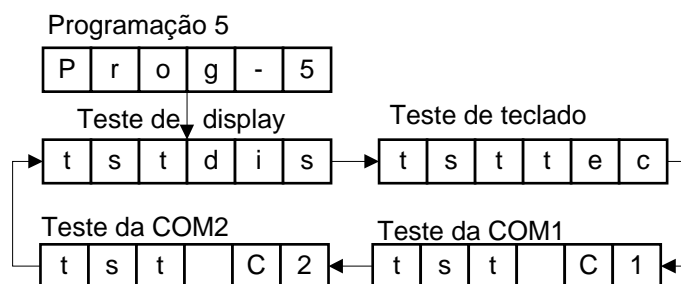 Programação 5
P r o g - 5
Teste de display
t s t d i s
Teste de teclado
t s t t e c
Teste da COM2
t s t C 2
Teste da COM1
t s t C 1